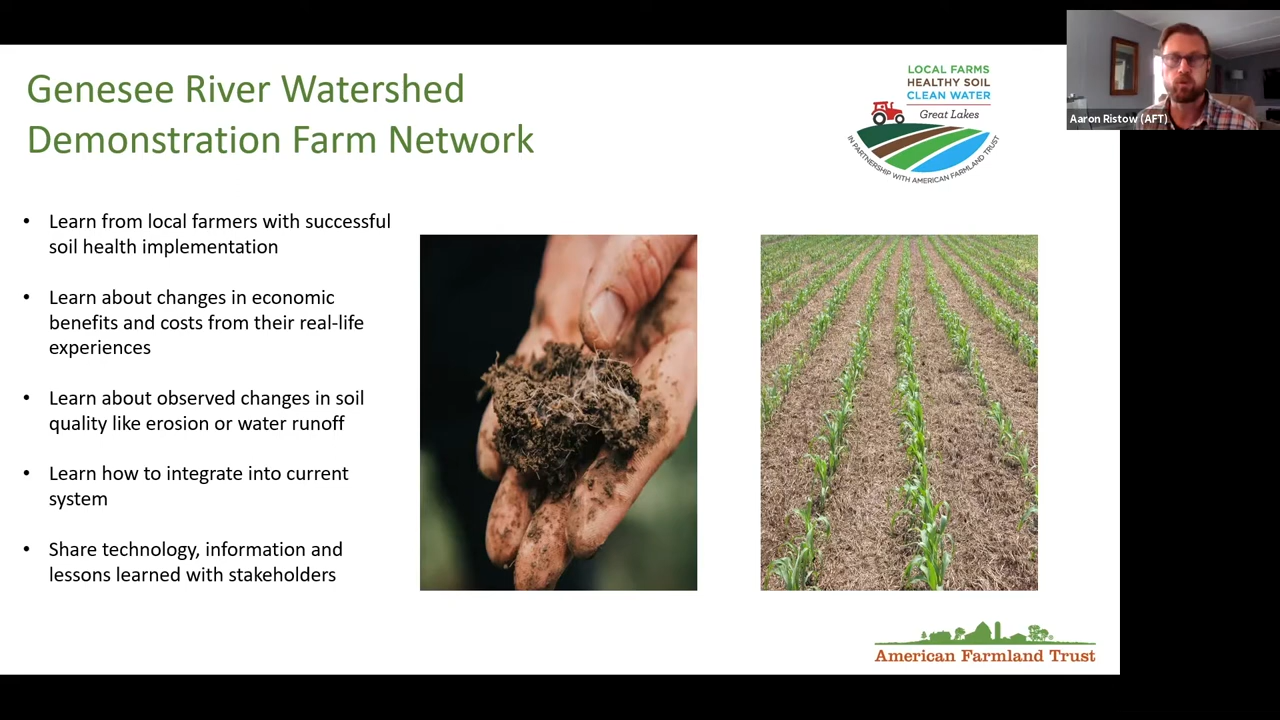 Genesee River Watershed
Demonstration Farm Network
LOCAL FARMS
HEALTHY SOIL
CLEAN WATER
Great Lakes
IN PARTNERSHIP WITH AMERICAN FARMLAND TRUST
Aaron Ristow (AFT)
• Learn from local farmers with successful
soil health implementation
• Learn about changes in economic
benefits and costs from their real-life
experiences
• Learn about observed changes in soil
quality like erosion or water runoff
• Learn how to integrate into current
system
• Share technology, information and
lessons learned with stakeholders
American Farmland Trust